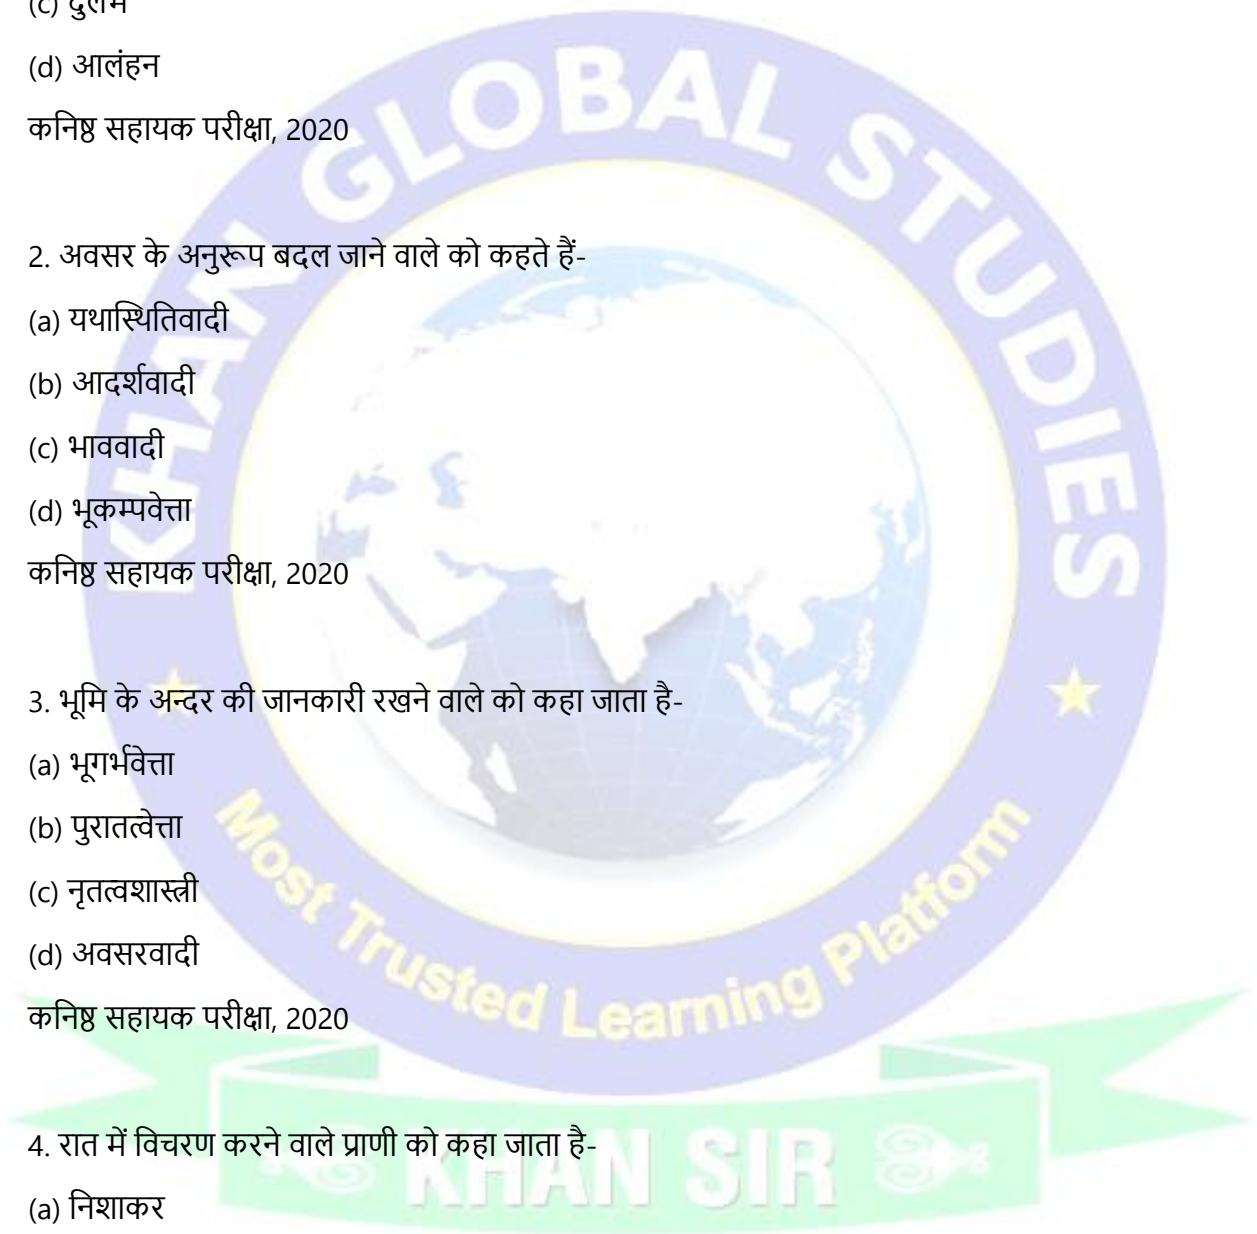 (c) दुर्लभ
(d) आलंहन
कनिष्ठ सहायक परीक्षा, 2020
2. अवसर के अनुरूप बदल जाने वाले को कहते हैं-
(a) यथास्थितिवादी
(b) आदर्शवादी
(c) भाववादी
(d) भूकम्पवेत्ता
कनिष्ठ सहायक परीक्षा, 2020
3. भूमि के अन्दर की जानकारी रखने वाले को कहा जाता है-
(a) भूगर्भवेत्ता
(b) पुरातत्वेत्ता
(c) नृतत्वशास्त्री
(d) अवसरवादी
कनिष्ठ सहायक परीक्षा, 2020
4. रात में विचरण करने वाले प्राणी को कहा जाता है-
(a) निशाकर
KHAN GLOBAL STUDIES
Most Trusted Learning Platform
KHAN SIR